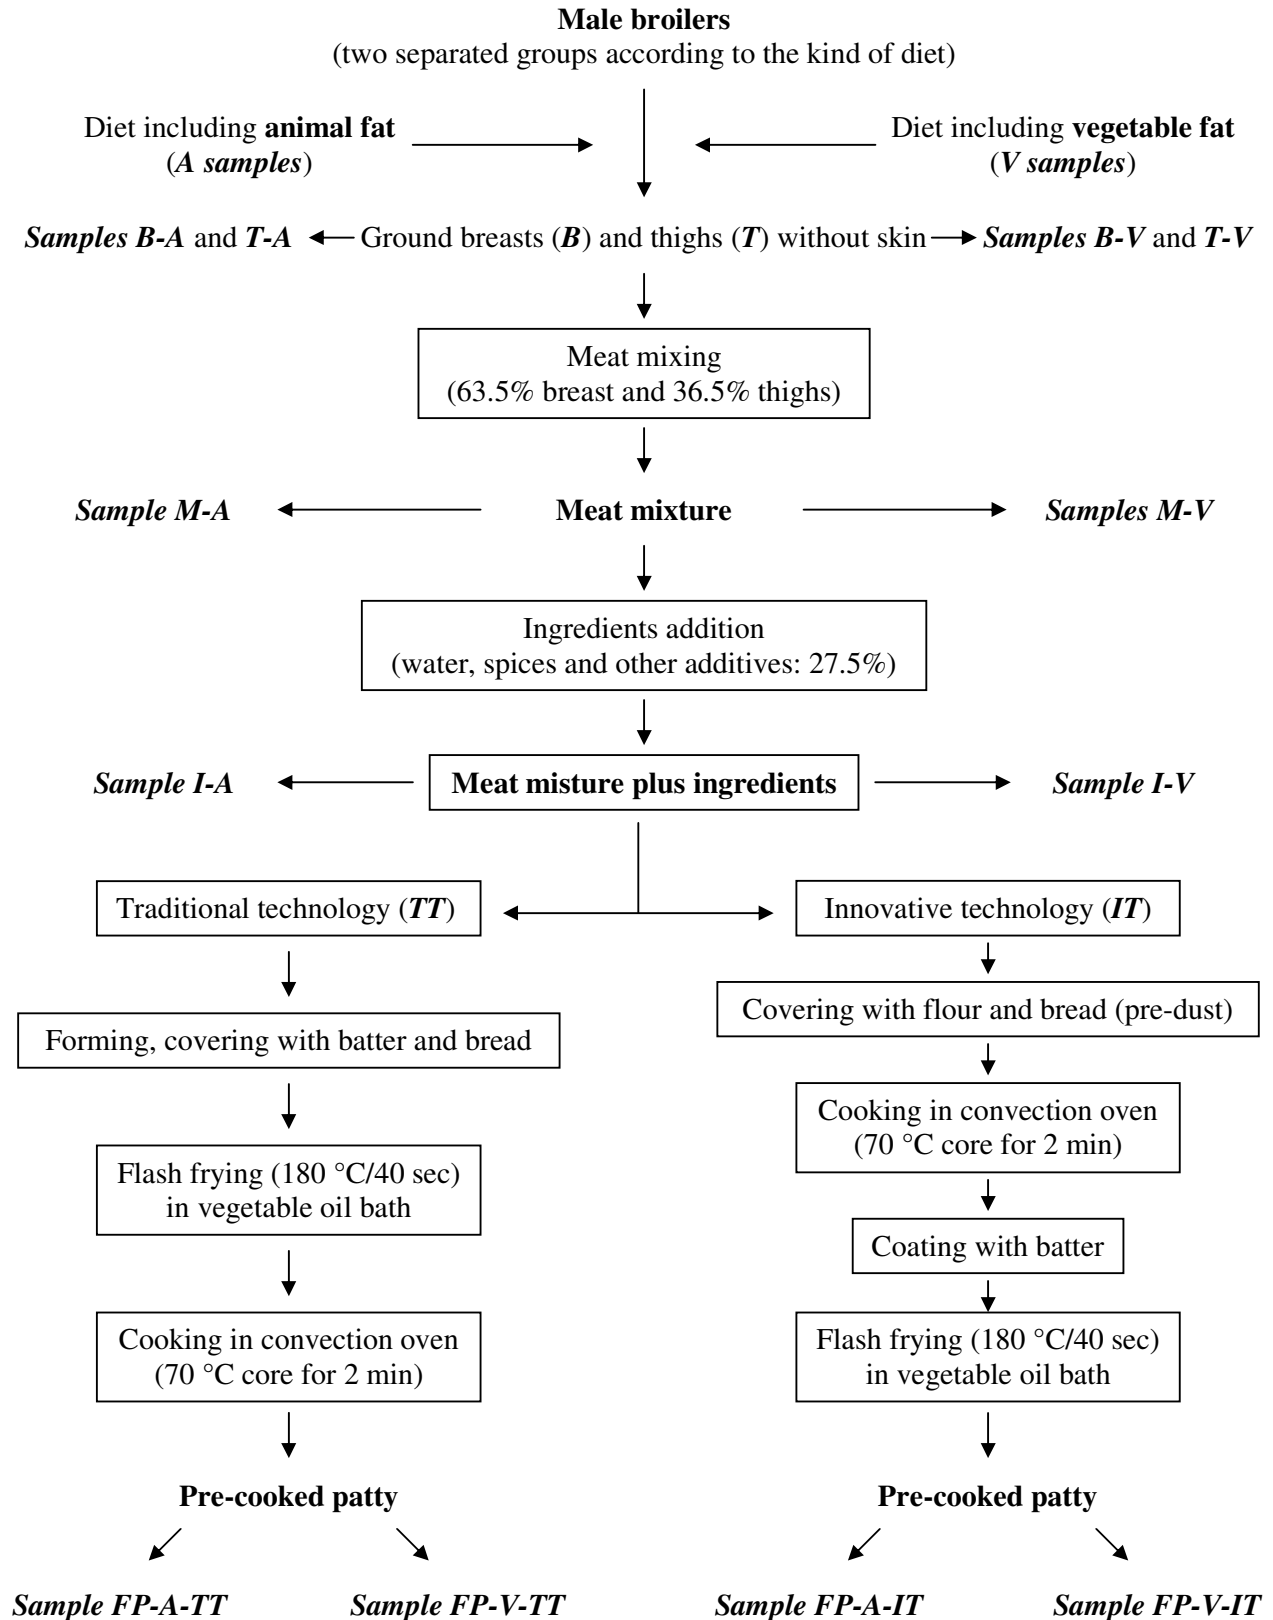 Male broilers
(two separated groups according to the kind of diet)
Diet including animal fat
(A samples)
Diet including vegetable fat
(V samples)
Samples B-A and T-A
Ground breasts (B) and thighs (T) without skin
Samples B-V and T-V
Meat mixing
(63.5% breast and 36.5% thighs)
Sample M-A
Meat mixture
Samples M-V
Ingredients addition
(water, spices and other additives: 27.5%)
Sample I-A
Meat misture plus ingredients
Sample I-V
Traditional technology (TT)
Forming, covering with batter and bread
Flash frying (180 °C/40 sec)
in vegetable oil bath
Cooking in convection oven
(70 °C core for 2 min)
Pre-cooked patty
Sample FP-A-TT
Sample FP-V-TT
Innovative technology (IT)
Covering with flour and bread (pre-dust)
Cooking in convection oven
(70 °C core for 2 min)
Coating with batter
Flash frying (180 °C/40 sec)
in vegetable oil bath
Pre-cooked patty
Sample FP-A-IT
Sample FP-V-IT